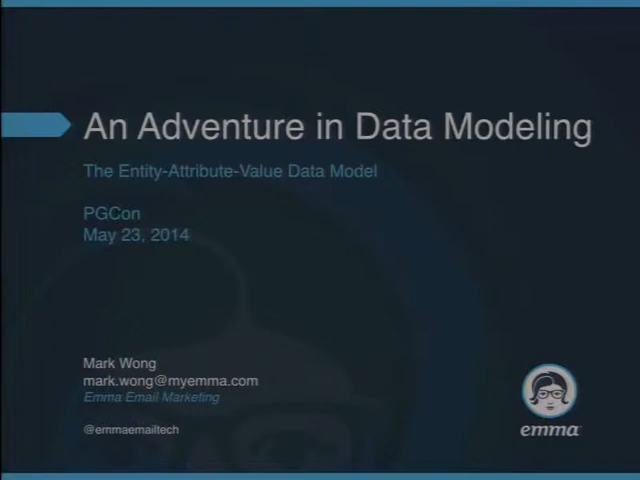 An Adventure in Data Modeling
The Entity-Attribute-Value Data Model
PGCon
May 23, 2014
Mark Wong
mark.wong@myemma.com
Emma Email Marketing
@emmaemailtech
emma